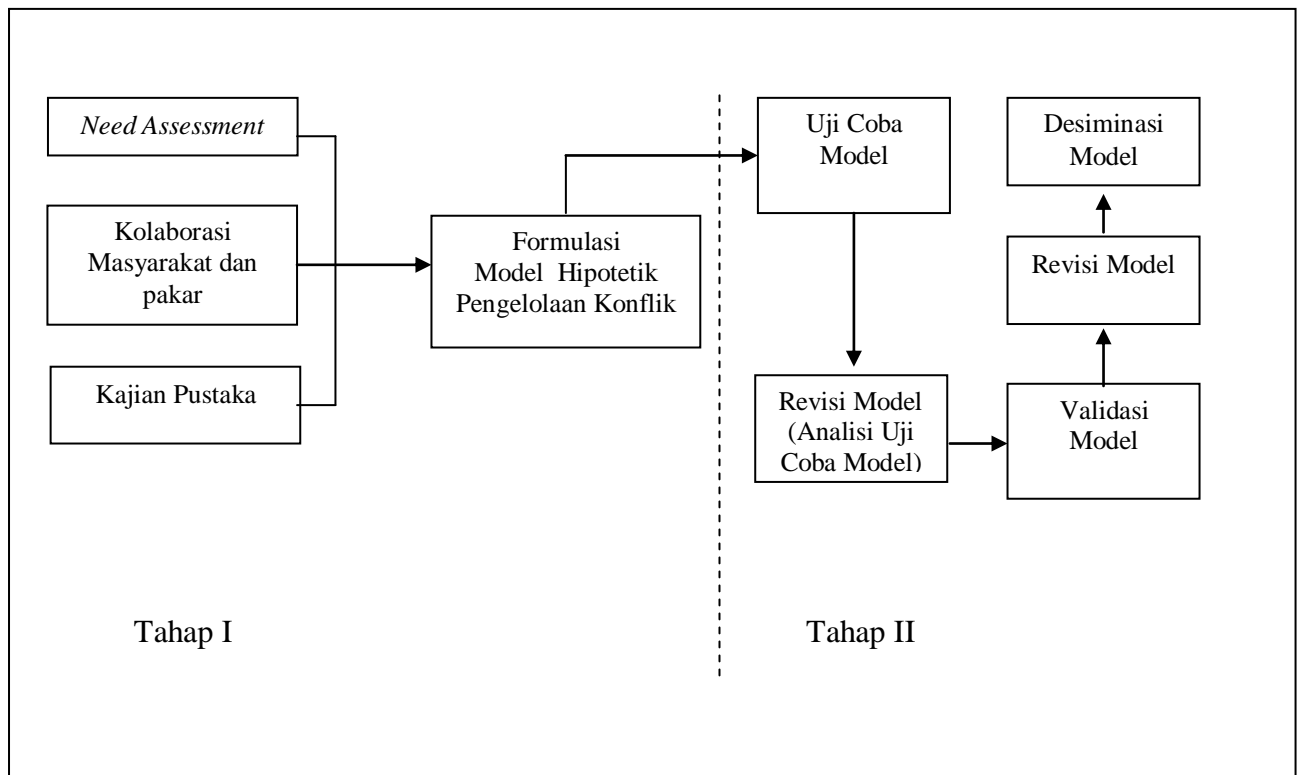 Need Assessment
Kolaborasi
Masyarakat dan
pakar
Kajian Pustaka
Formulasi
Model Hipotetik
Pengelolaan Konflik
Tahap I
Uji Coba
Model
Revisi Model
(Analisi Uji
Coba Model)
Validasi
Model
Revisi Model
Desiminasi
Model
Tahap II